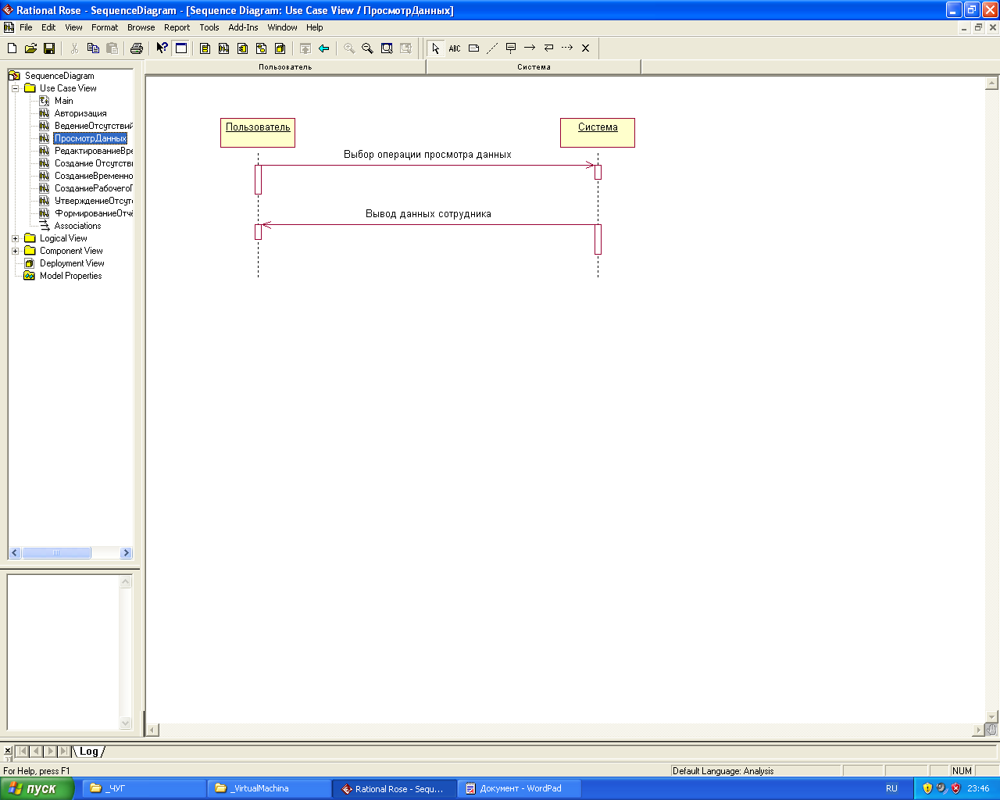 Rational Rose - SequenceDiagram - [Sequence Diagram: Use Case View / ПросмотрДанных]
File Edit View Format Browse Report Tools Add-Ins Window Help
ABC
Пользователь Система
SequenceDiagram
Use Case View
Main
Авторизация
ВедениеОтсутствий
ПросмотрДанных
РедактированиеВре
Создание Отсутстви
СозданиеВременно
СозданиеРабочегоГ
УтверждениеОтсут
ФормированиеОтчё
Associations
Logical View
Component View
Deployment View
Model Properties
Пользователь Система
Выбор операции просмотра данных
Вывод данных сотрудника
Log
For Help, press F1 Default Language: Analysis NUM
пуск _ЧУГ _VirtualMachina Rational Rose - Sequ... Документ - WordPad RU 23:46